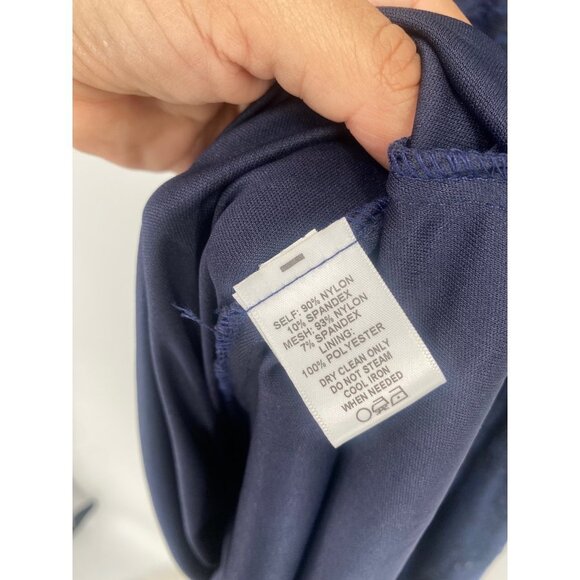 SELF: 90% NYLON
10% SPANDEX
MESH: 93% NYLON
7% SPANDEX
LINING:
100% POLYESTER
DRY CLEAN ONLY
DO NOT STEAM
COOL IRON
WHEN NEEDED